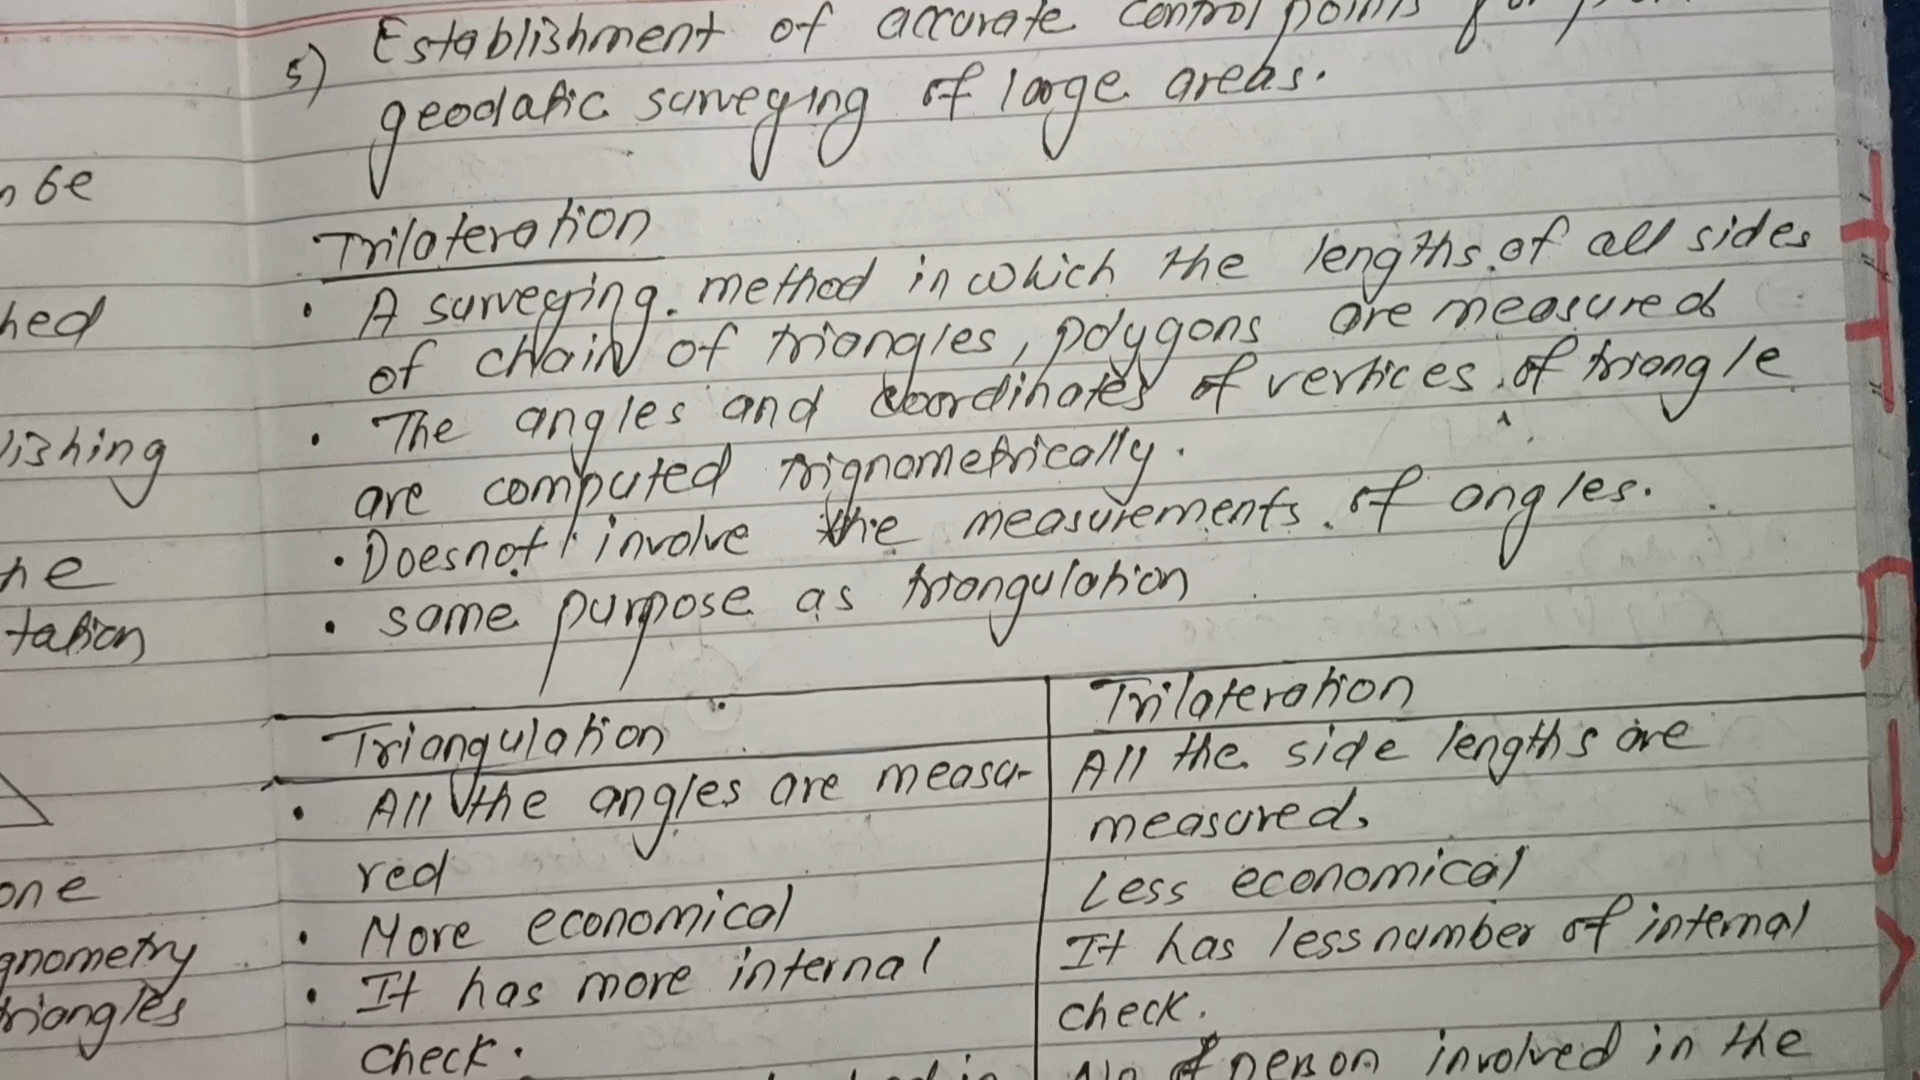 5) Establishment of accurate control points
geodatic surveying of large areas.
Trilateration
• A surveying method in which the lengths of all sides
of chain of triangles, polygons are measured
• The angles and coordinates of vertices of triangle
are computed trignometrically.
• Doesnot involve the measurements of angles.
• same purpose as triangulation
Triangulation
• All the angles are measu-
red
• More economical
• It has more internal
check.
Trilateration
All the side lengths are
measured.
Less economical
It has less number of internal
check.
No of person involved in the
be
hed
lishing
he
tation
one
gnometry
triangles